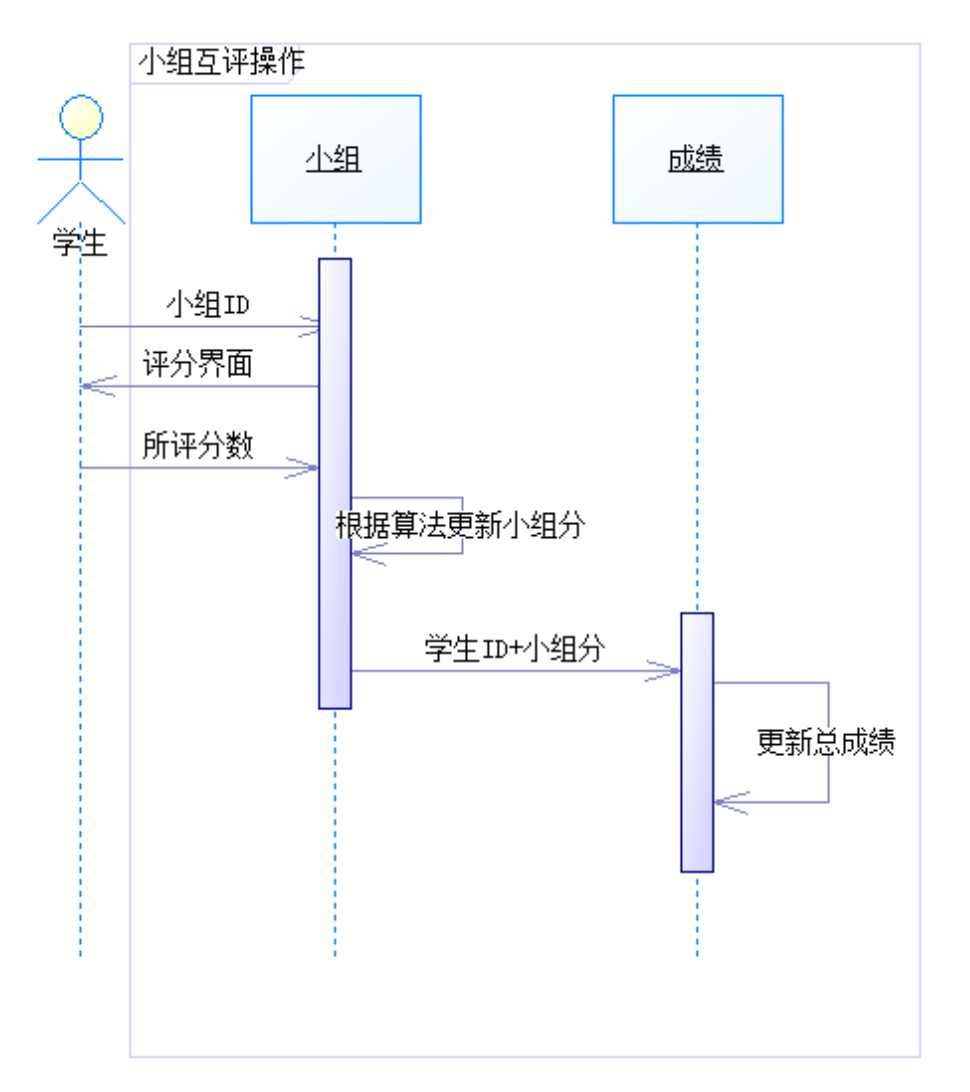 小组互评操作
小组
成绩
学生
小组ID
评分界面
所评分数
根据算法更新小组分
学生ID+小组分
更新总成绩